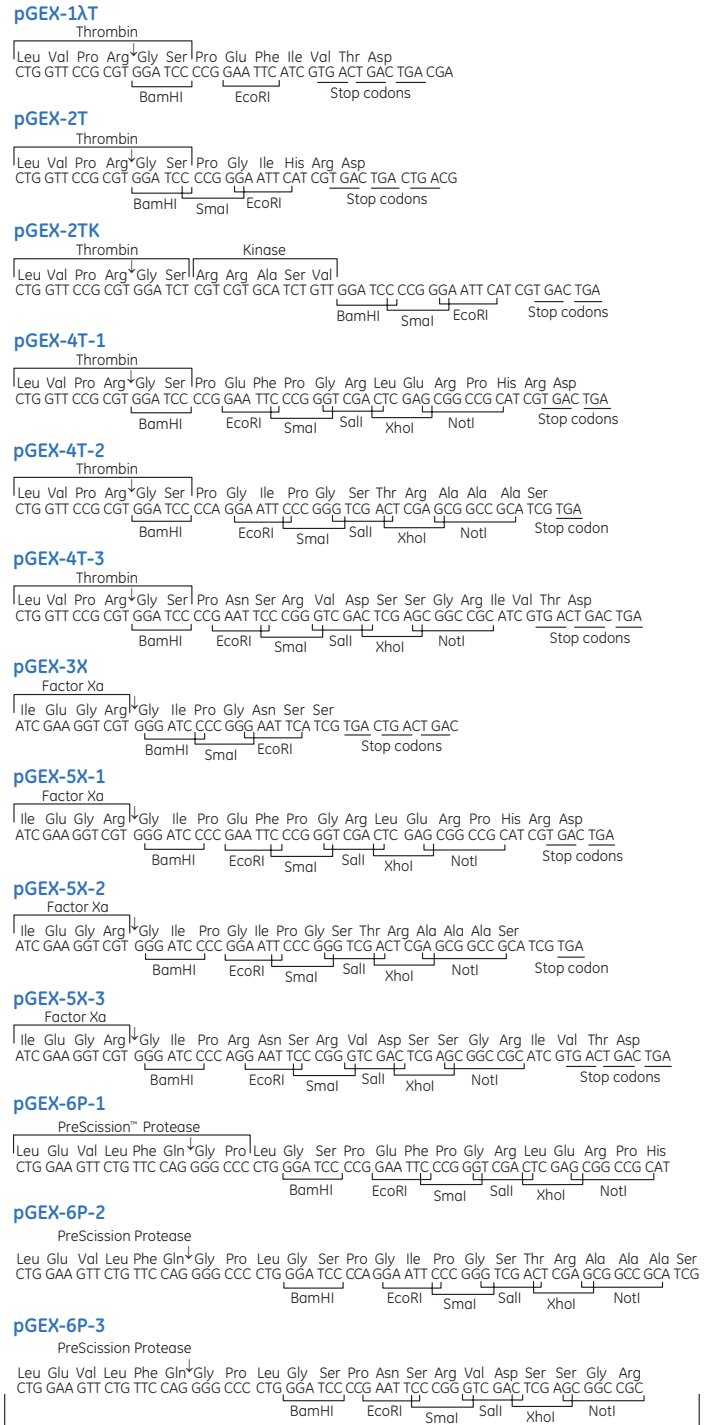 pGEX-1λT
Thrombin
Leu Val Pro Arg↓Gly Ser Pro Glu Phe Ile Val Thr Asp
CTG GTT CCG CGT GGA TCC CCG GAA TTC ATC GTG ACT GAC TGA CGA
BamHI EcoRI Stop codons
pGEX-2T
Thrombin
Leu Val Pro Arg↓Gly Ser Pro Gly Ile His Arg Asp
CTG GTT CCG CGT GGA TCC CCG GGA ATT CAT CGT GAC TGA CTG ACG
BamHI SmaI EcoRI Stop codons
pGEX-2TK
Thrombin Kinase
Leu Val Pro Arg↓Gly Ser Arg Arg Ala Ser Val
CTG GTT CCG CGT GGA TCT CGT CGT GCA TCT GTT GGA TCC CCG GGA ATT CAT CGT GAC TGA
BamHI SmaI EcoRI Stop codons
pGEX-4T-1
Thrombin
Leu Val Pro Arg↓Gly Ser Pro Glu Phe Pro Gly Arg Leu Glu Arg Pro His Arg Asp
CTG GTT CCG CGT GGA TCC CCG GAA TTC CCG GGT CGA CTC GAG CGG CCG CAT CGT GAC TGA
BamHI EcoRI SmaI SalI XhoI NotI Stop codons
pGEX-4T-2
Thrombin
Leu Val Pro Arg↓Gly Ser Pro Gly Ile Pro Gly Ser Thr Arg Ala Ala Ala Ser
CTG GTT CCG CGT GGA TCC CCA GGA ATT CCC GGG TCG ACT CGA GCG GCC GCA TCG TGA
BamHI EcoRI SmaI SalI XhoI NotI Stop codon
pGEX-4T-3
Thrombin
Leu Val Pro Arg↓Gly Ser Pro Asn Ser Arg Val Asp Ser Ser Gly Arg Ile Val Thr Asp
CTG GTT CCG CGT GGA TCC CCG AAT TCC CGG GTC GAC TCG AGC GGC CGC ATC GTG ACT GAC TGA
BamHI EcoRI SmaI SalI XhoI NotI Stop codons
pGEX-3X
Factor Xa
Ile Glu Gly Arg↓Gly Ile Pro Gly Asn Ser Ser
ATC GAA GGT CGT GGG ATC CCC GGG AAT TCA TCG TGA CTG ACT GAC
BamHI SmaI EcoRI Stop codons
pGEX-5X-1
Factor Xa
Ile Glu Gly Arg↓Gly Ile Pro Glu Phe Pro Gly Arg Leu Glu Arg Pro His Arg Asp
ATC GAA GGT CGT GGG ATC CCC GAA TTC CCG GGT CGA CTC GAG CGG CCG CAT CGT GAC TGA
BamHI EcoRI SmaI SalI XhoI NotI Stop codons
pGEX-5X-2
Factor Xa
Ile Glu Gly Arg↓Gly Ile Pro Gly Ile Pro Gly Ser Thr Arg Ala Ala Ala Ser
ATC GAA GGT CGT GGG ATC CCC GGA ATT CCC GGG TCG ACT CGA GCG GCC GCA TCG TGA
BamHI EcoRI SmaI SalI XhoI NotI Stop codon
pGEX-5X-3
Factor Xa
Ile Glu Gly Arg↓Gly Ile Pro Arg Asn Ser Arg Val Asp Ser Ser Gly Arg Ile Val Thr Asp
ATC GAA GGT CGT GGG ATC CCC AGG AAT TCC CGG GTC GAC TCG AGC GGC CGC ATC GTG ACT GAC TGA
BamHI EcoRI SmaI SalI XhoI NotI Stop codons
pGEX-6P-1
PreScission™ Protease
Leu Glu Val Leu Phe Gln↓Gly Pro Leu Gly Ser Pro Glu Phe Pro Gly Arg Leu Glu Arg Pro His
CTG GAA GTT CTG TTC CAG GGG CCC CTG GGA TCC CCG GAA TTC CCG GGT CGA CTC GAG CGG CCG CAT
BamHI EcoRI SmaI SalI XhoI NotI
pGEX-6P-2
PreScission Protease
Leu Glu Val Leu Phe Gln↓Gly Pro Leu Gly Ser Pro Gly Ile Pro Gly Ser Thr Arg Ala Ala Ala Ser
CTG GAA GTT CTG TTC CAG GGG CCC CTG GGA TCC CCA GGA ATT CCC GGG TCG ACT CGA GCG GCC GCA TCG
BamHI EcoRI SmaI SalI XhoI NotI
pGEX-6P-3
PreScission Protease
Leu Glu Val Leu Phe Gln↓Gly Pro Leu Gly Ser Pro Asn Ser Arg Val Asp Ser Ser Gly Arg
CTG GAA GTT CTG TTC CAG GGG CCC CTG GGA TCC CCG AAT TCC CGG GTC GAC TCG AGC GGC CGC
BamHI EcoRI SmaI SalI XhoI NotI